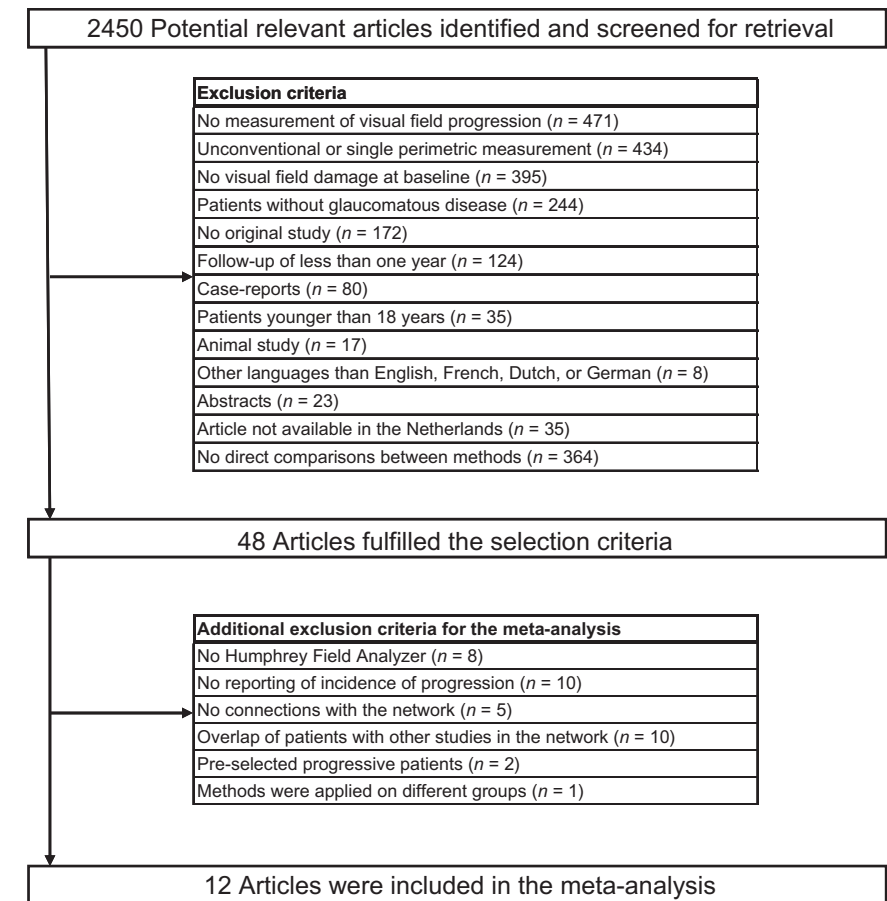 2450 Potential relevant articles identified and screened for retrieval
Exclusion criteria
No measurement of visual field progression (n = 471)
Unconventional or single perimetric measurement (n = 434)
No visual field damage at baseline (n = 395)
Patients without glaucomatous disease (n = 244)
No original study (n = 172)
Follow-up of less than one year (n = 124)
Case-reports (n = 80)
Patients younger than 18 years (n = 35)
Animal study (n = 17)
Other languages than English, French, Dutch, or German (n = 8)
Abstracts (n = 23)
Article not available in the Netherlands (n = 35)
No direct comparisons between methods (n = 364)
48 Articles fulfilled the selection criteria
Additional exclusion criteria for the meta-analysis
No Humphrey Field Analyzer (n = 8)
No reporting of incidence of progression (n = 10)
No connections with the network (n = 5)
Overlap of patients with other studies in the network (n = 10)
Pre-selected progressive patients (n = 2)
Methods were applied on different groups (n = 1)
12 Articles were included in the meta-analysis